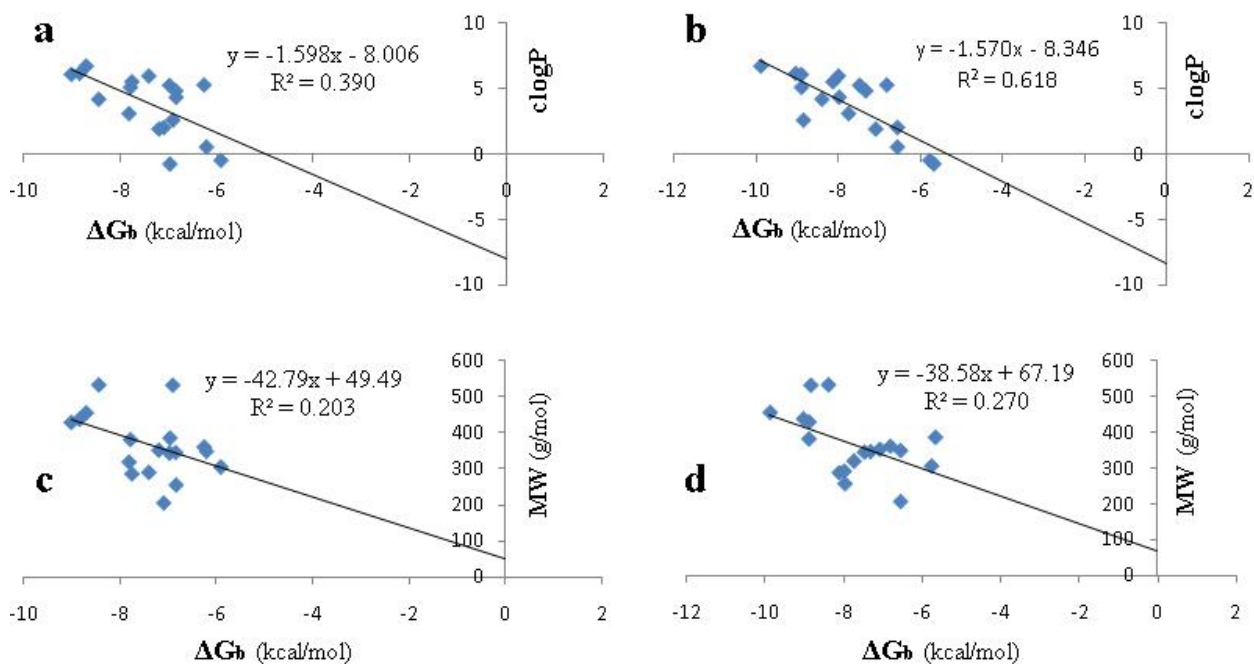 a
y = -1.598x - 8.006
R² = 0.390
clogP
10
5
0
-5
-10
-10 -8 -6 -4 -2 0 2
ΔGb (kcal/mol)
b
y = -1.570x - 8.346
R² = 0.618
clogP
10
5
0
-5
-10
-12 -10 -8 -6 -4 -2 0 2
ΔGb (kcal/mol)
c
y = -42.79x + 49.49
R² = 0.203
MW (g/mol)
600
500
400
300
200
100
0
-10 -8 -6 -4 -2 0 2
ΔGb (kcal/mol)
d
y = -38.58x + 67.19
R² = 0.270
MW (g/mol)
600
500
400
300
200
100
0
-12 -10 -8 -6 -4 -2 0 2
ΔGb (kcal/mol)